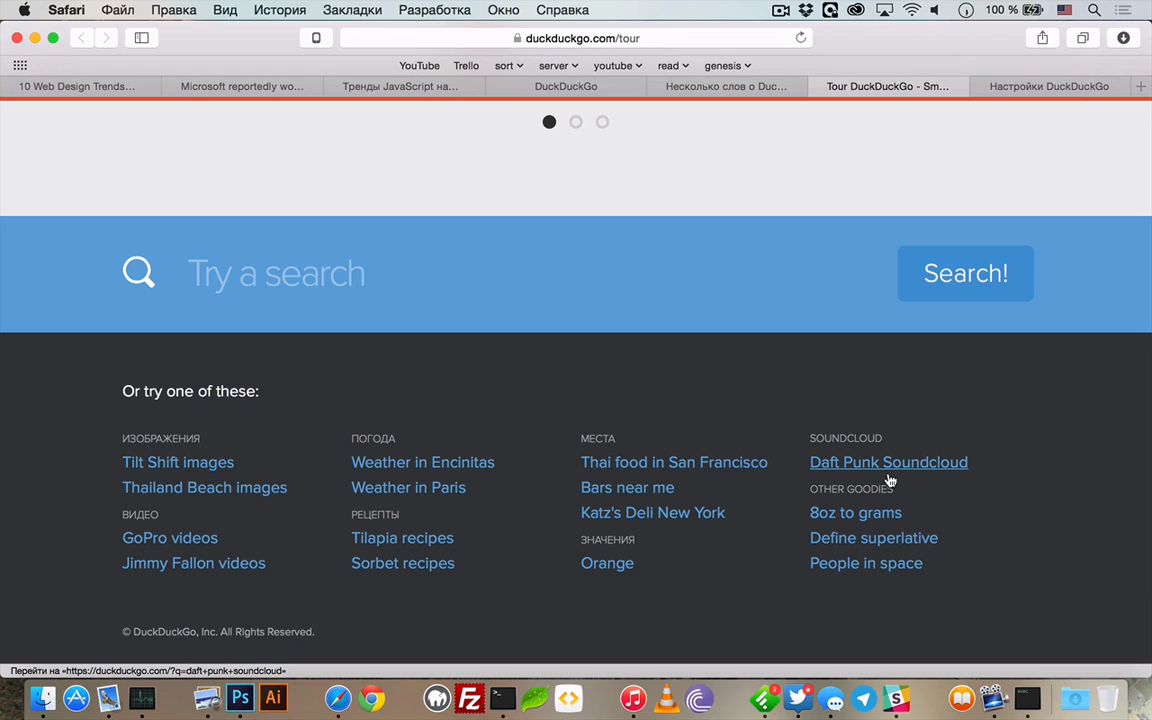 Safari Файл Правка Вид История Закладки Разработка Окно Справка 100 %
duckduckgo.com/tour
YouTube Trello sort server youtube read genesis
10 Web Design Trends... Microsoft reportedly wo... Тренды JavaScript на... DuckDuckGo Несколько слов о Duc... Tour DuckDuckGo - Sm... Настройки DuckDuckGo
Try a search Search!
Or try one of these:
ИЗОБРАЖЕНИЯ ПОГОДА МЕСТА SOUNDCLOUD
Tilt Shift images Weather in Encinitas Thai food in San Francisco Daft Punk Soundcloud
Thailand Beach images Weather in Paris Bars near me OTHER GOODIES
ВИДЕО РЕЦЕПТЫ Katz's Deli New York 8oz to grams
GoPro videos Tilapia recipes ЗНАЧЕНИЯ Define superlative
Jimmy Fallon videos Sorbet recipes Orange People in space
© DuckDuckGo, Inc. All Rights Reserved.
Перейти на «https://duckduckgo.com/?q=daft+punk+soundcloud»
Ps Ai Fz